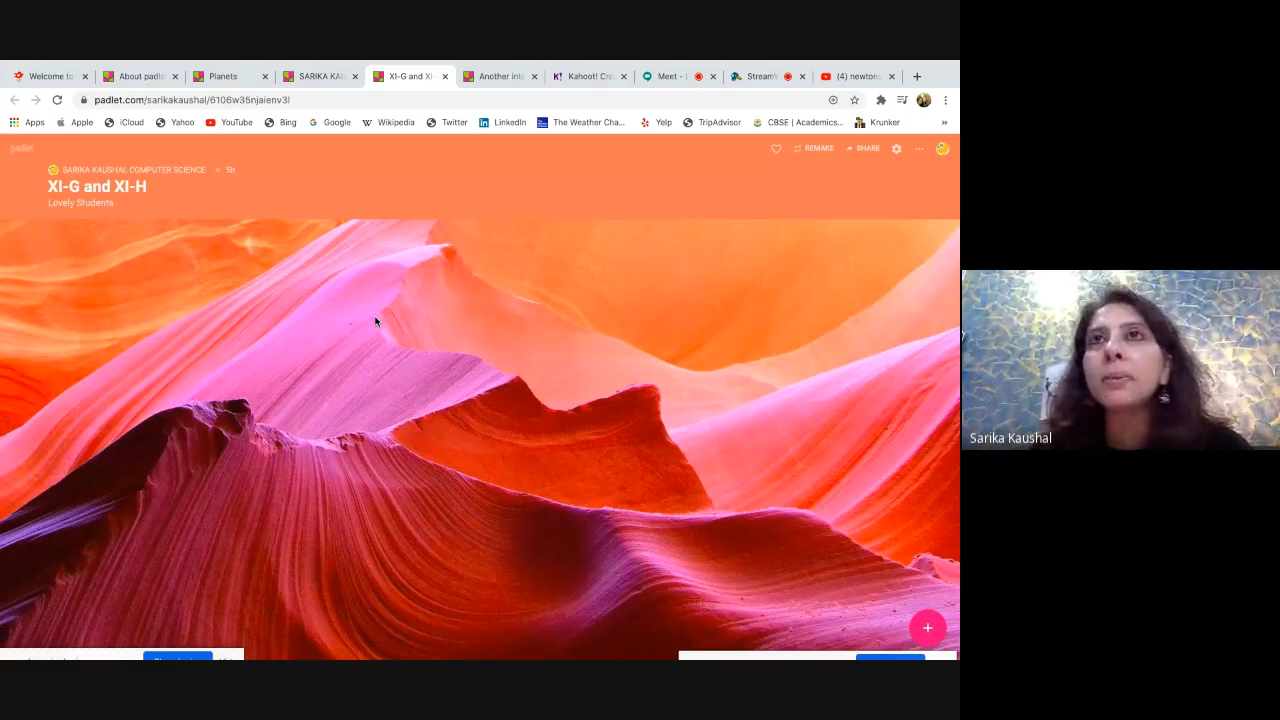 Welcome to
About padle
Planets
SARIKA KAU
XI-G and XI-
Another inte
Kahoot! Cre
Meet -
StreamY
(4) newton
padlet.com/sarikakaushal/6106w35njaienv3l
Apps
Apple
iCloud
Yahoo
YouTube
Bing
Google
Wikipedia
Twitter
LinkedIn
The Weather Cha...
Yelp
TripAdvisor
CBSE | Academics...
Krunker
»
padlet
REMAKE
SHARE
SARIKA KAUSHAL COMPUTER SCIENCE
5h
XI-G and XI-H
Lovely Students
Sarika Kaushal